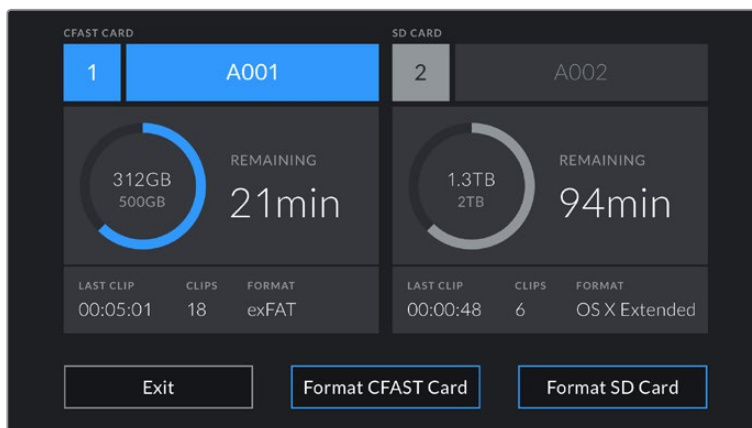 CFAST CARD
1 A001
312GB
500GB
REMAINING
21min
LAST CLIP CLIPS FORMAT
00:05:01 18 exFAT
SD CARD
2 A002
1.3TB
2TB
REMAINING
94min
LAST CLIP CLIPS FORMAT
00:00:48 6 OS X Extended
Exit Format CFAST Card Format SD Card